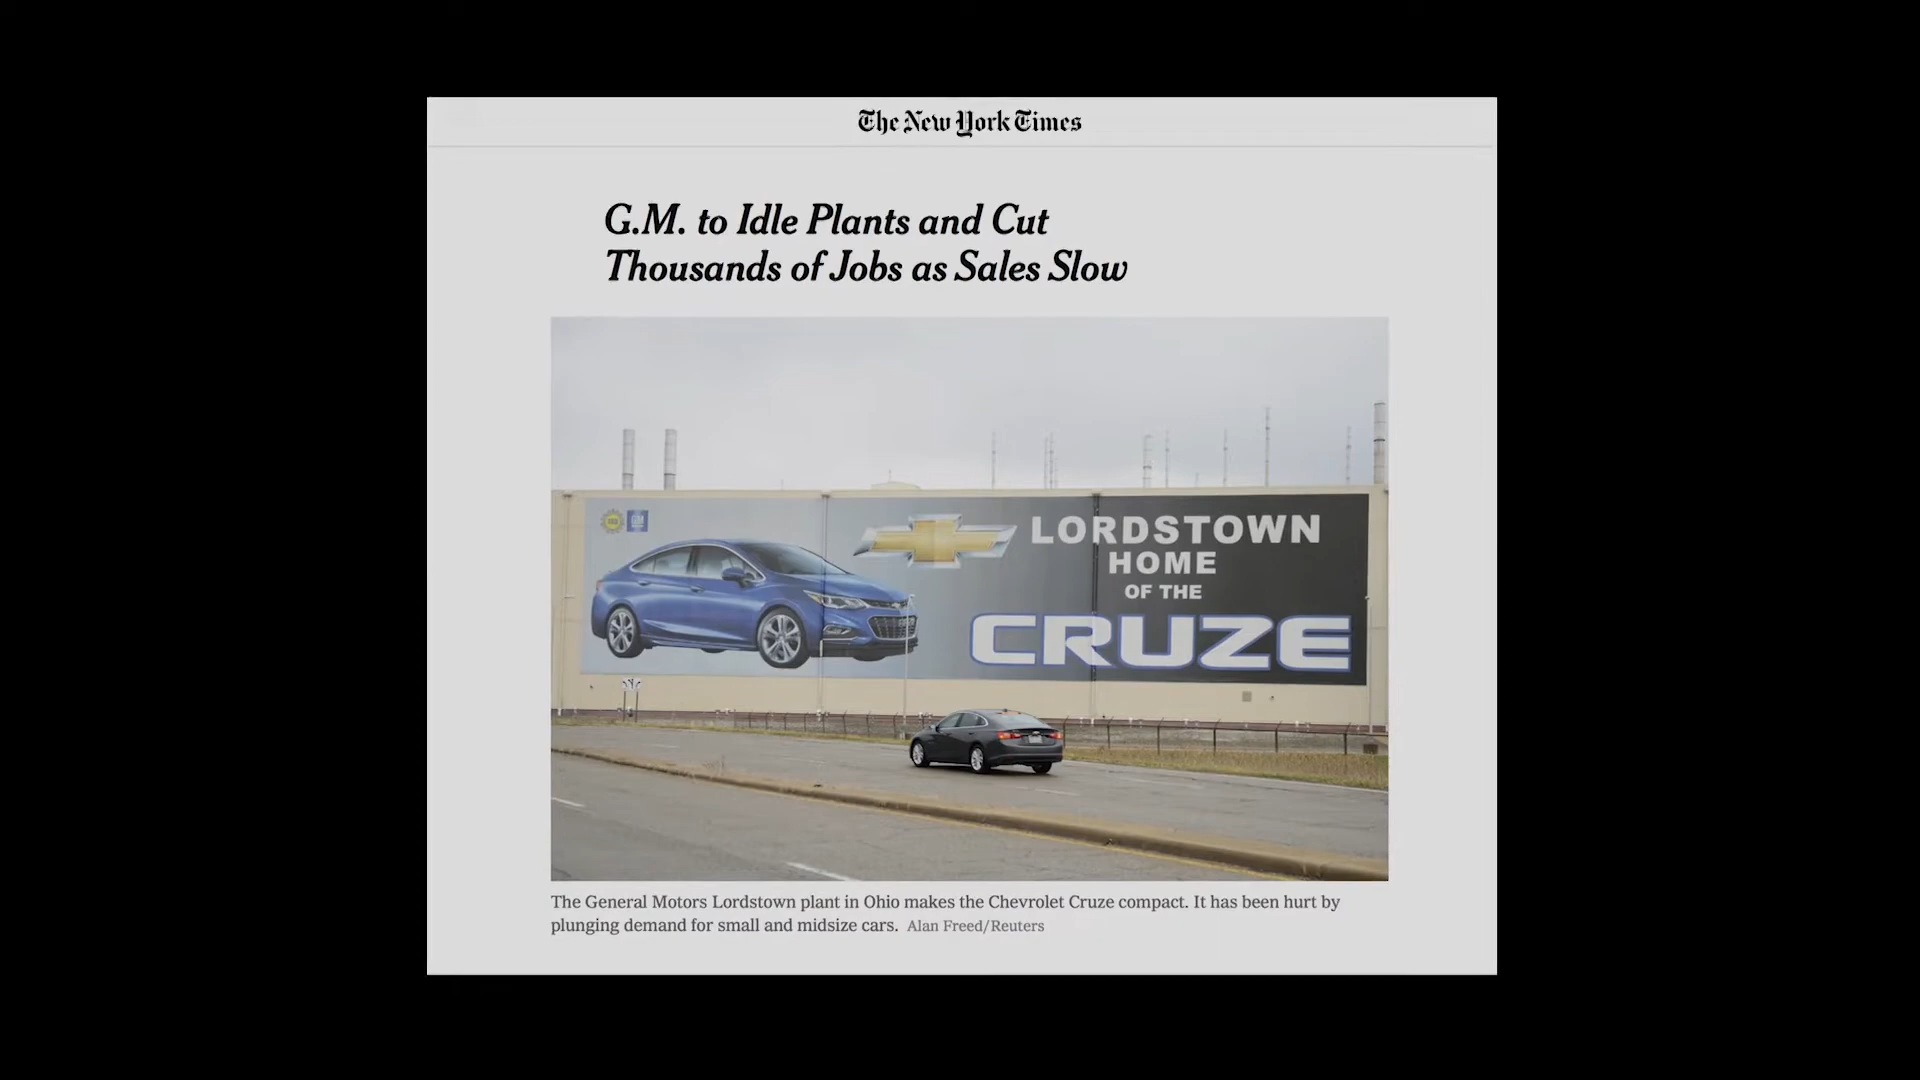 The New York Times
G.M. to Idle Plants and Cut
Thousands of Jobs as Sales Slow
GM
LORDSTOWN
HOME
OF THE
CRUZE
The General Motors Lordstown plant in Ohio makes the Chevrolet Cruze compact. It has been hurt by
plunging demand for small and midsize cars. Alan Freed/Reuters